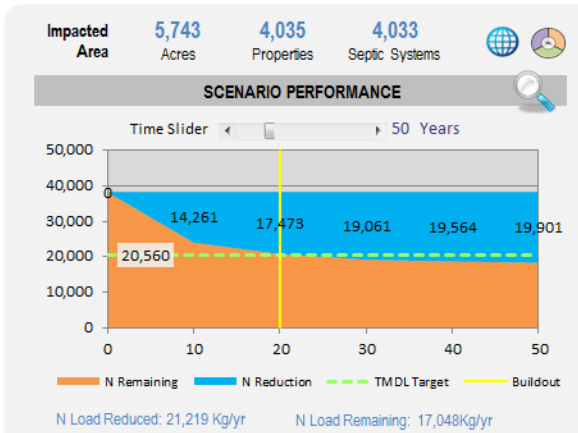 Impacted Area 5,743 Acres 4,035 Properties 4,033 Septic Systems
SCENARIO PERFORMANCE
Time Slider 50 Years
50,000
40,000
30,000
20,000
10,000
0
0 14,261 17,473 19,061 19,564 19,901
20,560
0 10 20 30 40 50
N Remaining N Reduction TMDL Target Buildout
N Load Reduced: 21,219 Kg/yr N Load Remaining: 17,048Kg/yr